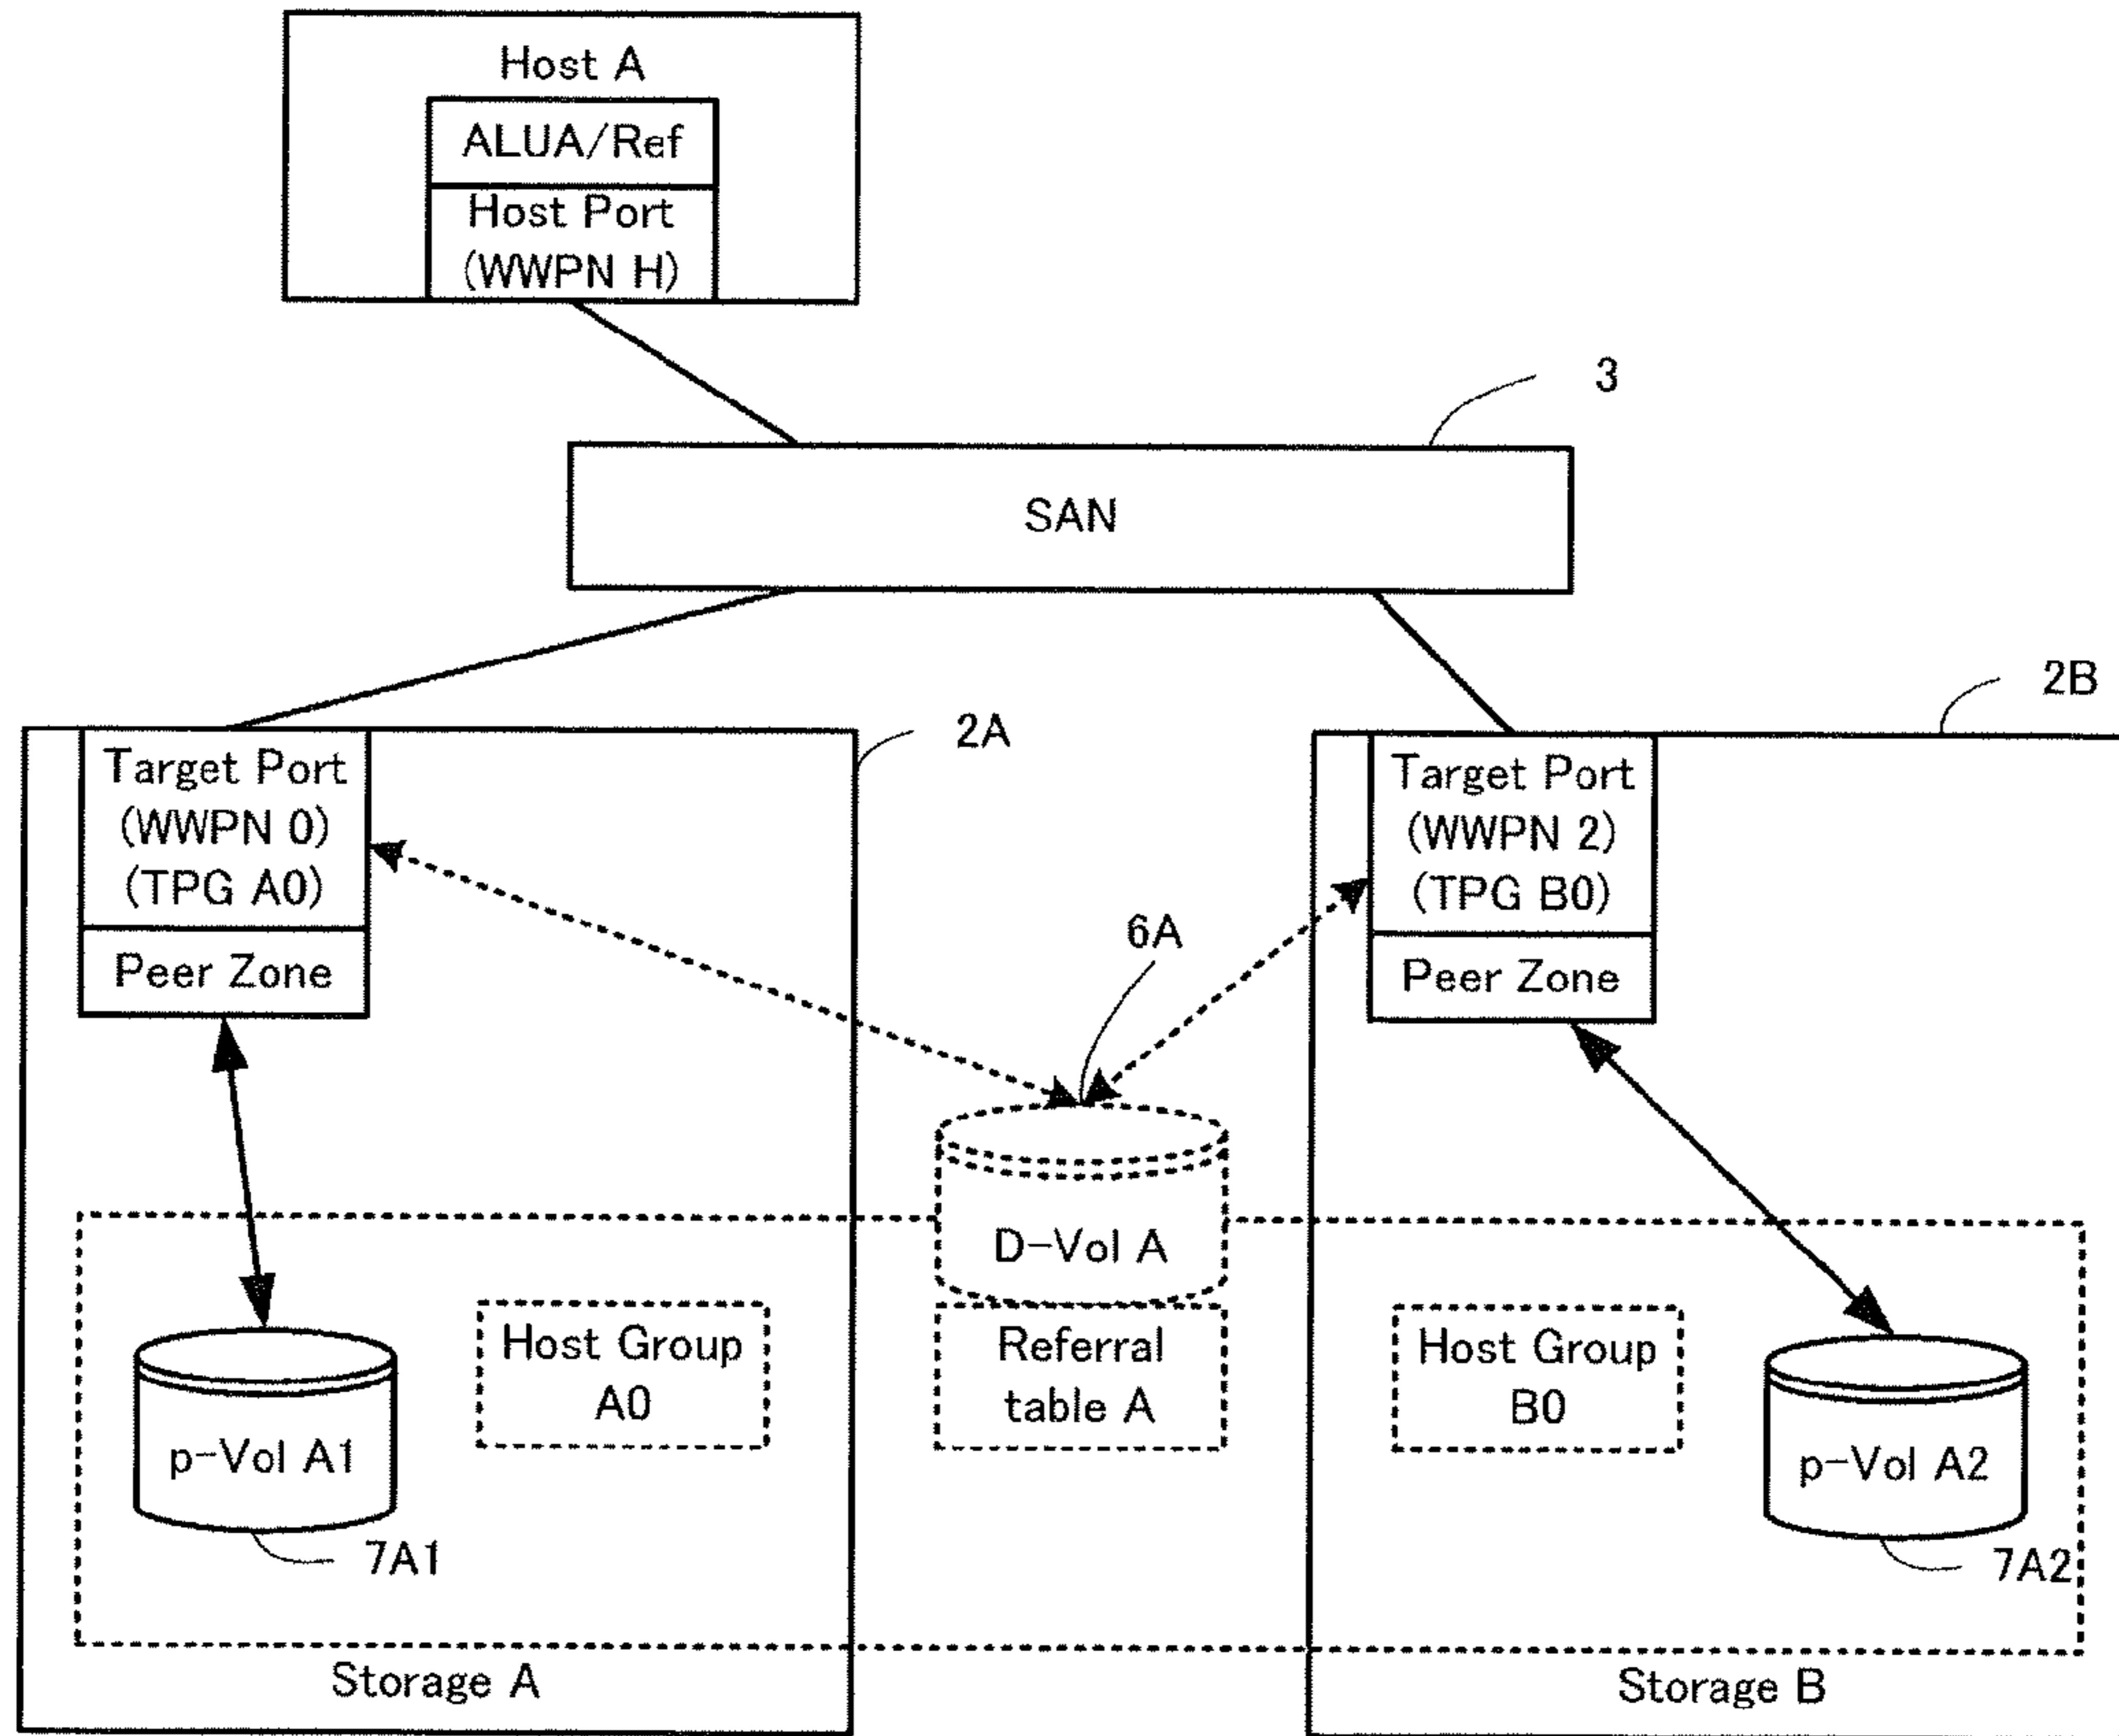 Host A
ALUA/Ref
Host Port
(WWPN H)
3
SAN
2A
2B
Target Port
(WWPN 0)
(TPG A0)
Peer Zone
Target Port
(WWPN 2)
(TPG B0)
Peer Zone
6A
D-Vol A
Host Group
A0
Referral
table A
Host Group
B0
p-Vol A1
p-Vol A2
7A1
7A2
Storage A
Storage B